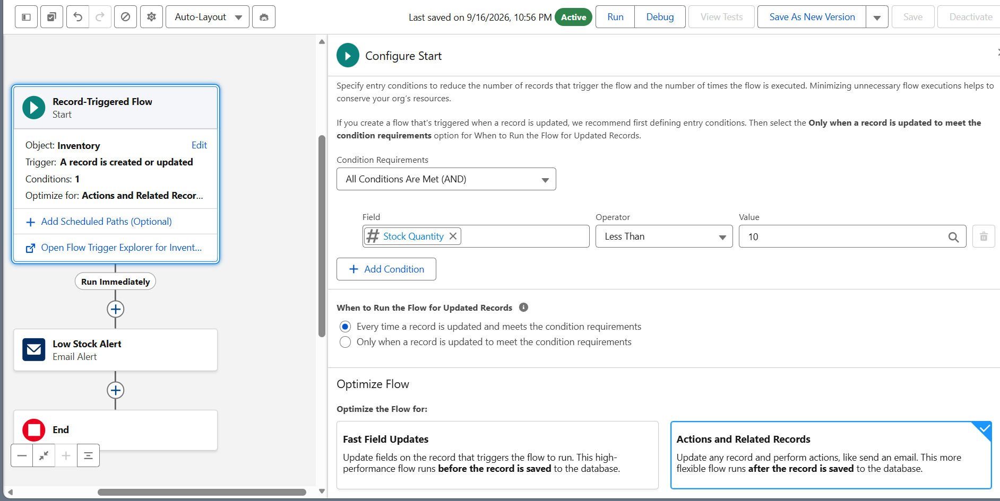 Auto-Layout
Last saved on 9/16/2026, 10:56 PM
Active
Run
Debug
View Tests
Save As New Version
Save
Deactivate
Record-Triggered Flow
Start
Object: Inventory
Edit
Trigger: A record is created or updated
Conditions: 1
Optimize for: Actions and Related Recor...
Add Scheduled Paths (Optional)
Open Flow Trigger Explorer for Invent...
Run Immediately
Low Stock Alert
Email Alert
End
Configure Start
Specify entry conditions to reduce the number of records that trigger the flow and the number of times the flow is executed. Minimizing unnecessary flow executions helps to
conserve your org's resources.
If you create a flow that's triggered when a record is updated, we recommend first defining entry conditions. Then select the Only when a record is updated to meet the
condition requirements option for When to Run the Flow for Updated Records.
Condition Requirements
All Conditions Are Met (AND)
Field
Operator
Value
Stock Quantity
Less Than
10
Add Condition
When to Run the Flow for Updated Records
Every time a record is updated and meets the condition requirements
Only when a record is updated to meet the condition requirements
Optimize Flow
Optimize the Flow for:
Fast Field Updates
Update fields on the record that triggers the flow to run. This high-
performance flow runs before the record is saved to the database.
Actions and Related Records
Update any record and perform actions, like send an email. This more
flexible flow runs after the record is saved to the database.